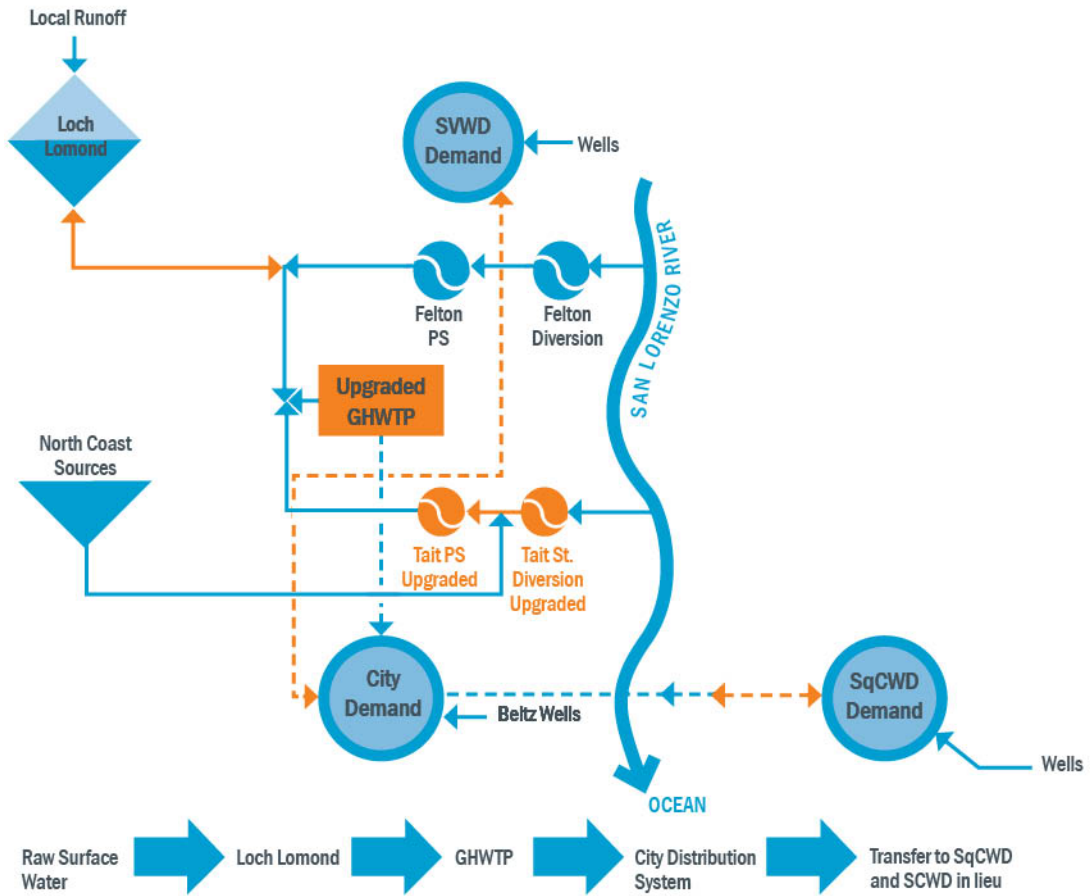 Local Runoff
Loch
Lomond
SVWD
Demand
Wells
SAN LORENZO RIVER
Felton
PS
Felton
Diversion
Upgraded
GHWTP
North Coast
Sources
Tait PS
Upgraded
Tait St.
Diversion
Upgraded
City
Demand
Beltz Wells
SqCWD
Demand
Wells
OCEAN
Raw Surface
Water
Loch Lomond
GHWTP
City Distribution
System
Transfer to SqCWD
and SCWD in lieu